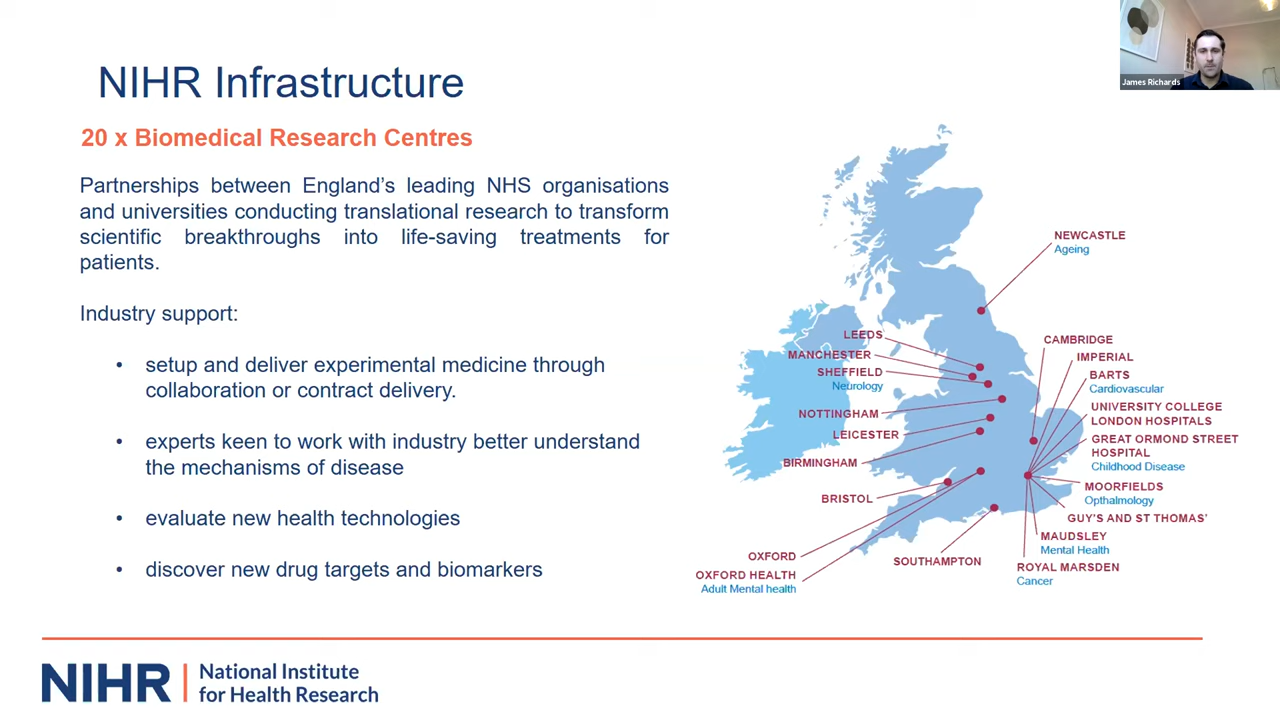 NIHR Infrastructure
20 x Biomedical Research Centres
Partnerships between England's leading NHS organisations
and universities conducting translational research to transform
scientific breakthroughs into life-saving treatments for
patients.
Industry support:
• setup and deliver experimental medicine through
collaboration or contract delivery.
• experts keen to work with industry better understand
the mechanisms of disease
• evaluate new health technologies
• discover new drug targets and biomarkers
James Richards
NEWCASTLE
Ageing
LEEDS
MANCHESTER
SHEFFIELD
Neurology
NOTTINGHAM
LEICESTER
BIRMINGHAM
BRISTOL
OXFORD
OXFORD HEALTH
Adult Mental health
SOUTHAMPTON
CAMBRIDGE
IMPERIAL
BARTS
Cardiovascular
UNIVERSITY COLLEGE
LONDON HOSPITALS
GREAT ORMOND STREET
HOSPITAL
Childhood Disease
MOORFIELDS
Opthalmology
GUY'S AND ST THOMAS'
MAUDSLEY
Mental Health
ROYAL MARSDEN
Cancer
NIHR | National Institute
for Health Research